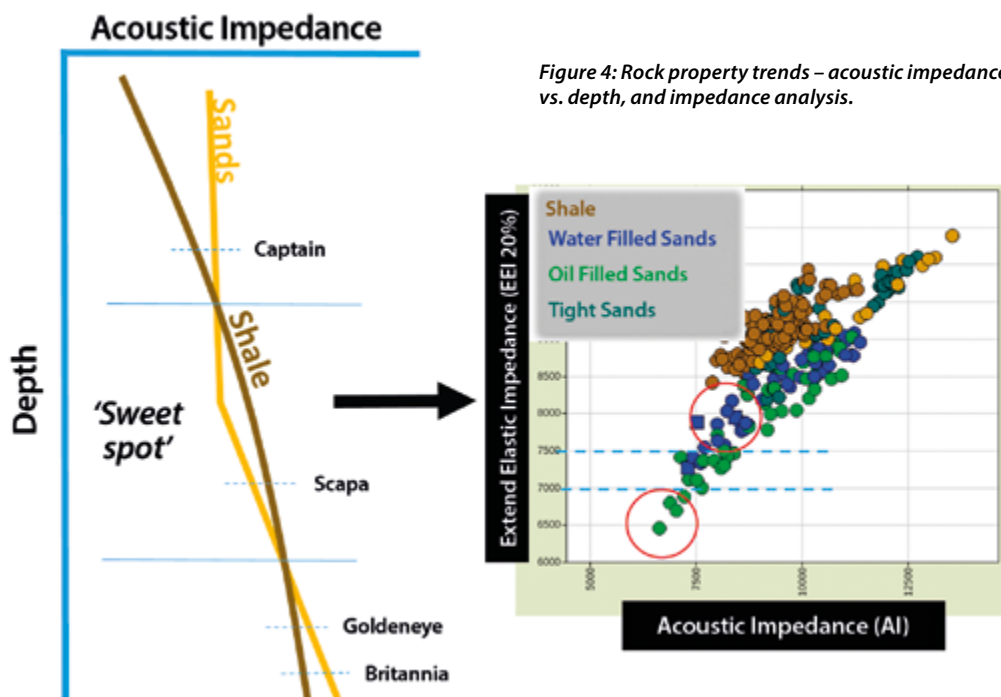 Acoustic Impedance
Figure 4: Rock property trends – acoustic impedance
vs. depth, and impedance analysis.
Sands
Captain
Shale
Depth
'Sweet
spot'
Scapa
Goldeneye
Britannia
Extend Elastic Impedance (EEI 20%)
Shale
Water Filled Sands
Oil Filled Sands
Tight Sands
8500
8000
7500
7000
6500
6000
5000
7500
10000
12500
Acoustic Impedance (AI)